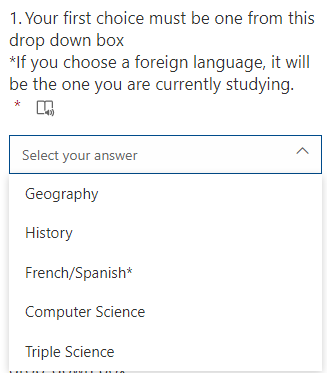 1. Your first choice must be one from this
drop down box
*If you choose a foreign language, it will
be the one you are currently studying.
*
Select your answer
Geography
History
French/Spanish*
Computer Science
Triple Science